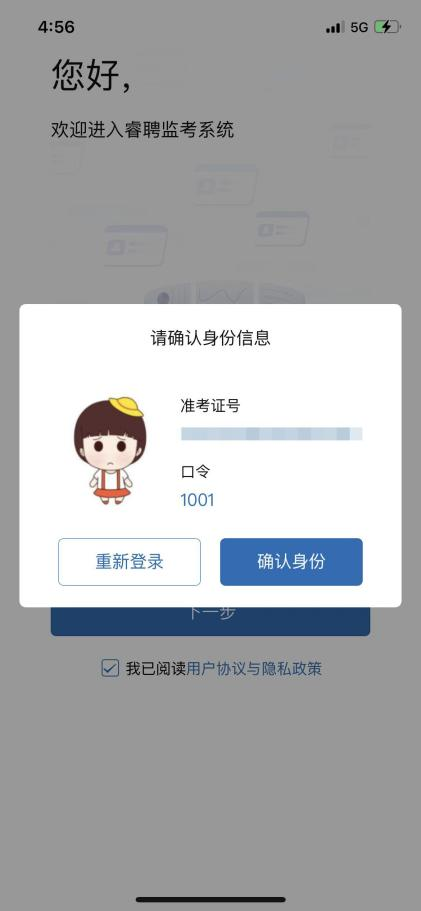 4:56
5G
您好,
欢迎进入睿聘监考系统
请确认身份信息
准考证号
口令
1001
重新登录
确认身份
下一步
我已阅读用户协议与隐私政策